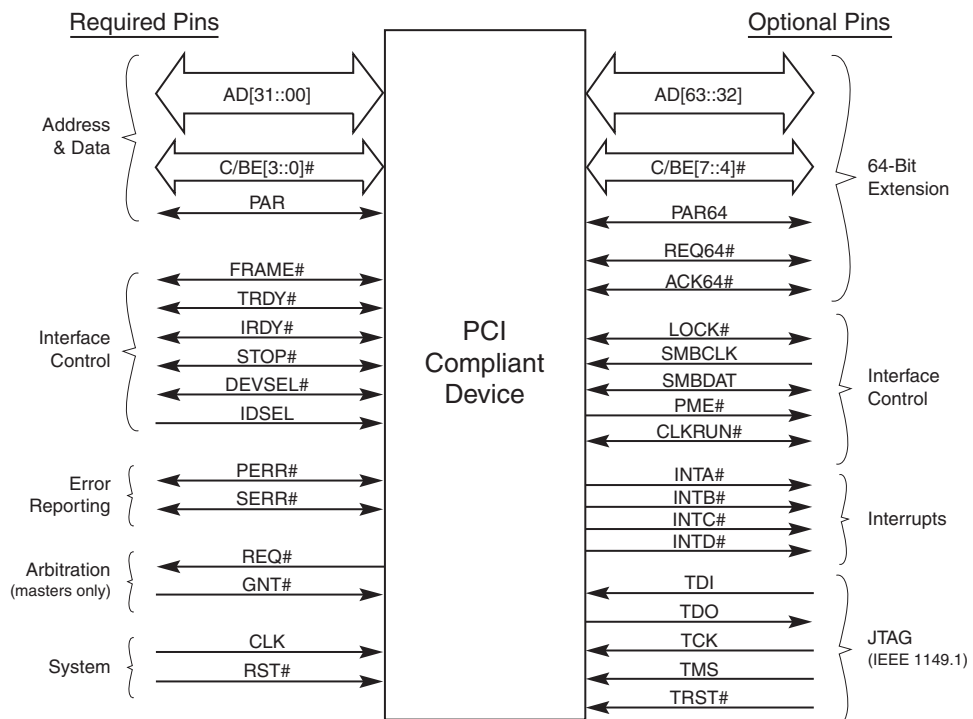 Required Pins
Optional Pins
Address
& Data
AD[31::00]
C/BE[3::0]#
PAR
Interface
Control
FRAME#
TRDY#
IRDY#
STOP#
DEVSEL#
IDSEL
Error
Reporting
PERR#
SERR#
Arbitration
(masters only)
REQ#
GNT#
System
CLK
RST#
PCI
Compliant
Device
AD[63::32]
C/BE[7::4]#
PAR64
REQ64#
ACK64#
64-Bit
Extension
LOCK#
SMBCLK
SMBDAT
PME#
CLKRUN#
Interface
Control
INTA#
INTB#
INTC#
INTD#
Interrupts
TDI
TDO
TCK
TMS
TRST#
JTAG
(IEEE 1149.1)